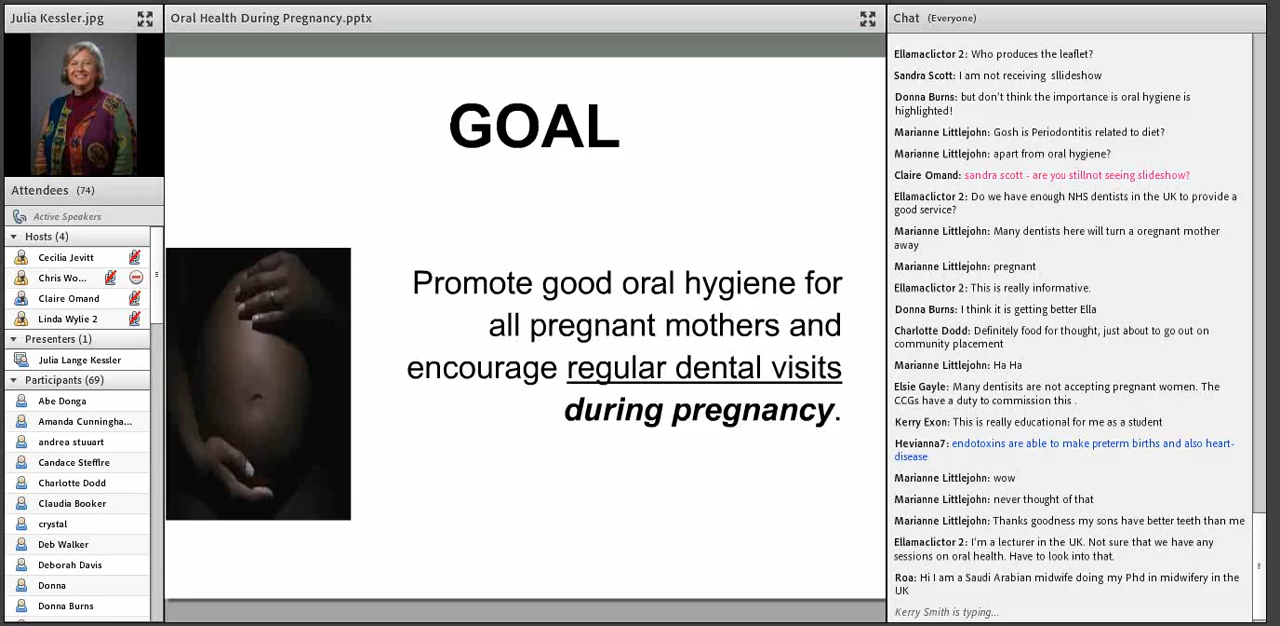 Julia Kessler.jpg
Attendees (74)
Active Speakers
Hosts (4)
Cecilia Jevitt
Chris Wo...
Claire Omand
Linda Wylie 2
Presenters (1)
Julia Lange Kessler
Participants (69)
Abe Donga
Amanda Cunningha...
andrea stuuart
Candace Stefflre
Charlotte Dodd
Claudia Booker
crystal
Deb Walker
Deborah Davis
Donna
Donna Burns
Oral Health During Pregnancy.pptx
GOAL
Promote good oral hygiene for
all pregnant mothers and
encourage regular dental visits
during pregnancy.
Chat (Everyone)
Ellamaclictor 2: Who produces the leaflet?
Sandra Scott: I am not receiving sllideshow
Donna Burns: but don't think the importance is oral hygiene is
highlighted!
Marianne Littlejohn: Gosh is Periodontitis related to diet?
Marianne Littlejohn: apart from oral hygiene?
Claire Omand: sandra scott - are you stillnot seeing slideshow?
Ellamaclictor 2: Do we have enough NHS dentists in the UK to provide a
good service?
Marianne Littlejohn: Many dentists here will turn a oregnant mother
away
Marianne Littlejohn: pregnant
Ellamaclictor 2: This is really informative.
Donna Burns: I think it is getting better Ella
Charlotte Dodd: Definitely food for thought, just about to go out on
community placement
Marianne Littlejohn: Ha Ha
Elsie Gayle: Many dentisits are not accepting pregnant women. The
CCGs have a duty to commission this .
Kerry Exon: This is really educational for me as a student
Hevianna7: endotoxins are able to make preterm births and also heart-
disease
Marianne Littlejohn: wow
Marianne Littlejohn: never thought of that
Marianne Littlejohn: Thanks goodness my sons have better teeth than me
Ellamaclictor 2: I'm a lecturer in the UK. Not sure that we have any
sessions on oral health. Have to look into that.
Roa: Hi I am a Saudi Arabian midwife doing my Phd in midwifery in the
UK
Kerry Smith is typing...